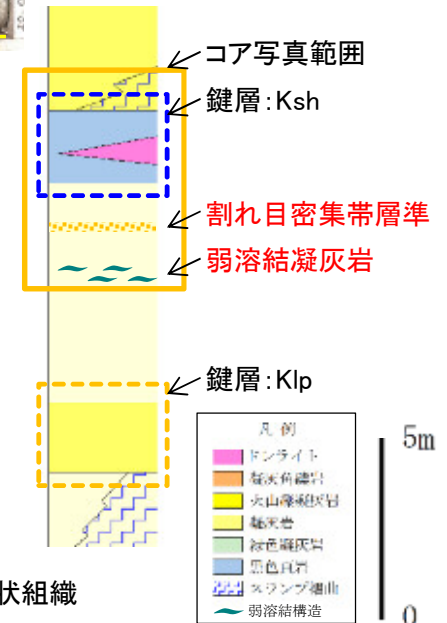 コア写真範囲
鍵層：Ksh
割れ目密集帯層準
弱溶結凝灰岩
鍵層：Klp
凡 例
ドンライト
凝灰角礫岩
火山礫凝灰岩
凝灰岩
緑色凝灰岩
黒色頁岩
スランプ褶曲
弱溶結構造
5m
0
状組織